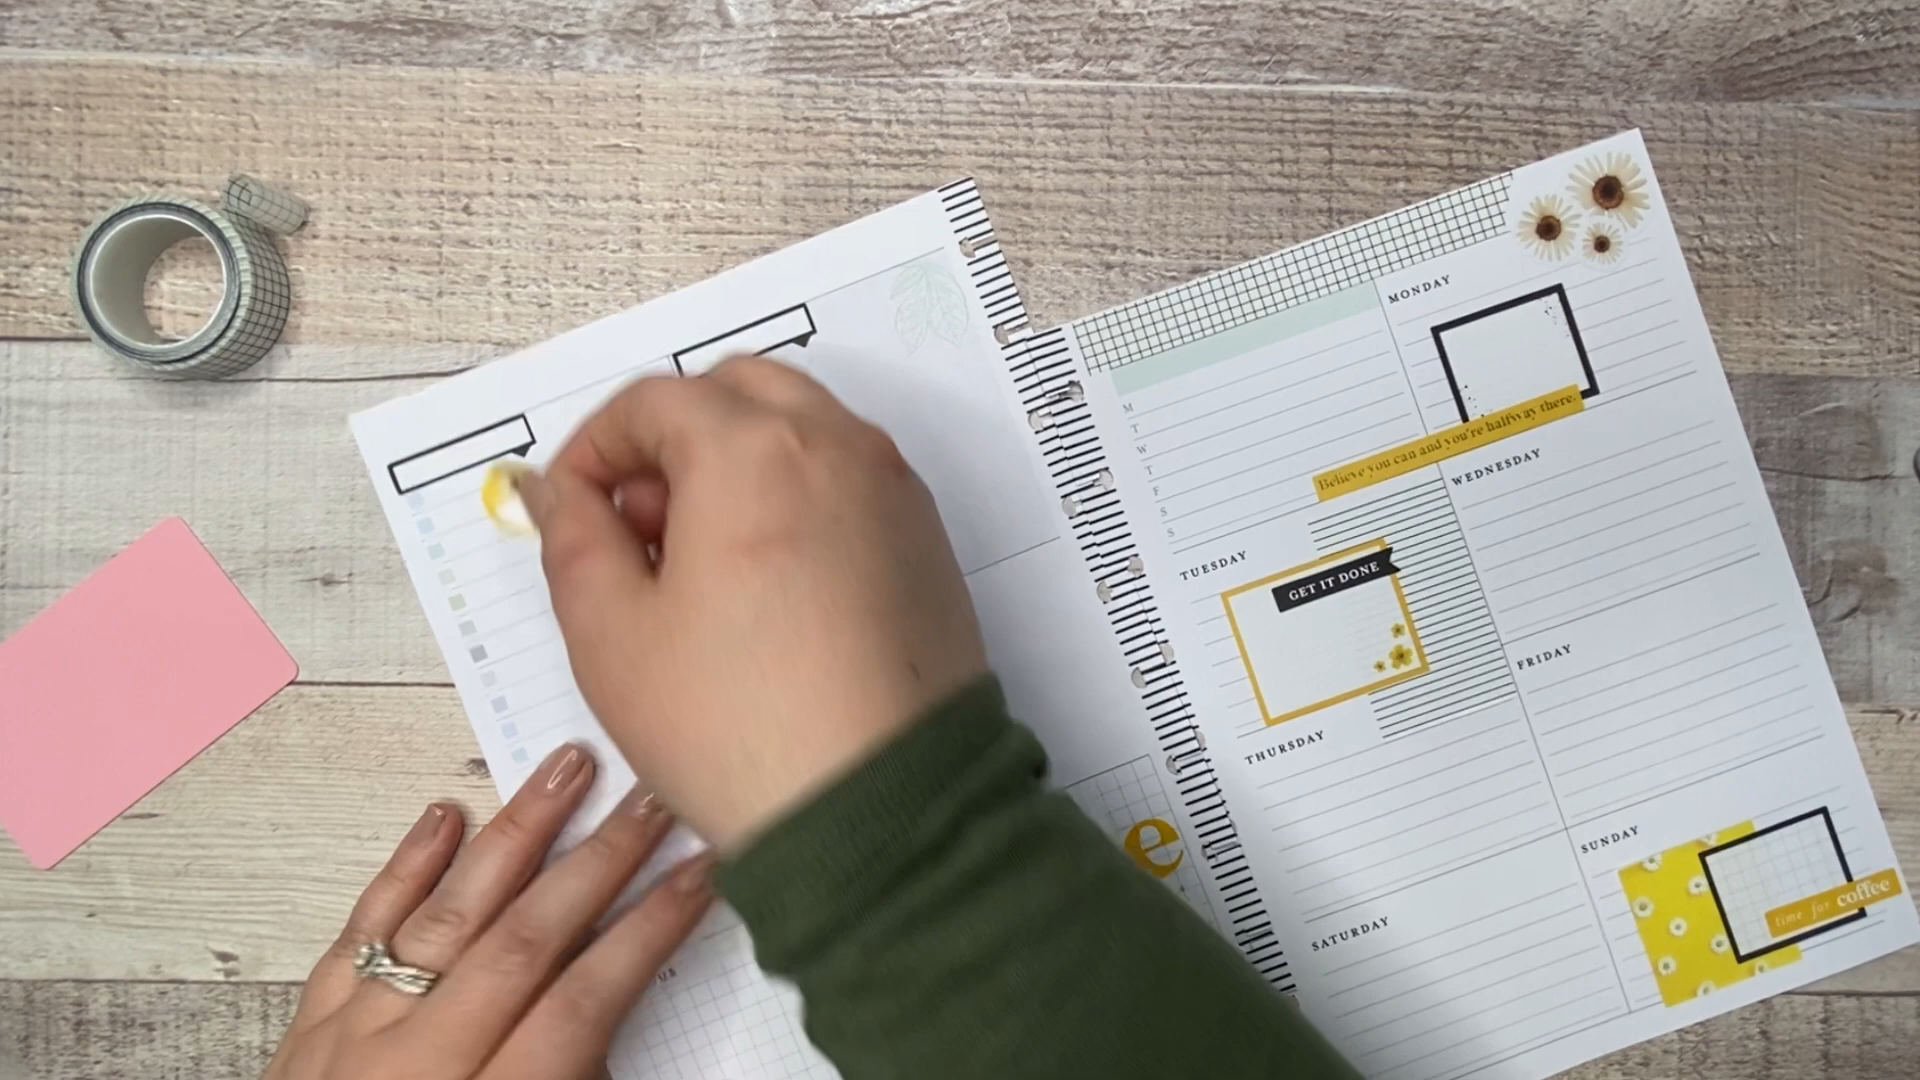 MONDAY
M
T
W
T
F
S
S
Believe you can and you're halfway there.
WEDNESDAY
TUESDAY
GET IT DONE
FRIDAY
THURSDAY
SUNDAY
time for coffee
SATURDAY
e